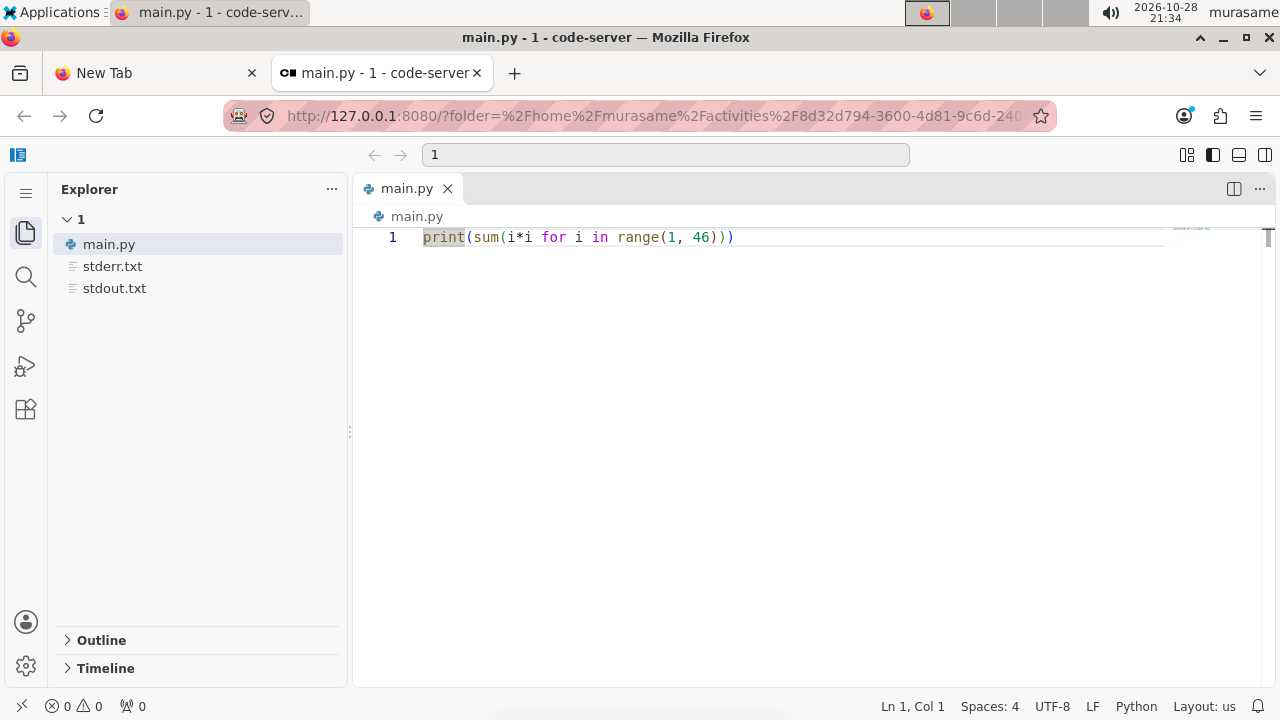 Applications
main.py - 1 - code-serv...
2026-10-28
21:34
murasame
main.py - 1 - code-server — Mozilla Firefox
New Tab
main.py - 1 - code-server
http://127.0.0.1:8080/?folder=%2Fhome%2Fmurasame%2Factivities%2F8d32d794-3600-4d81-9c6d-240
1
Explorer
1
main.py
stderr.txt
stdout.txt
Outline
Timeline
main.py
main.py
1 print(sum(i*i for i in range(1, 46)))
0 0 0
Ln 1, Col 1
Spaces: 4
UTF-8
LF
Python
Layout: us